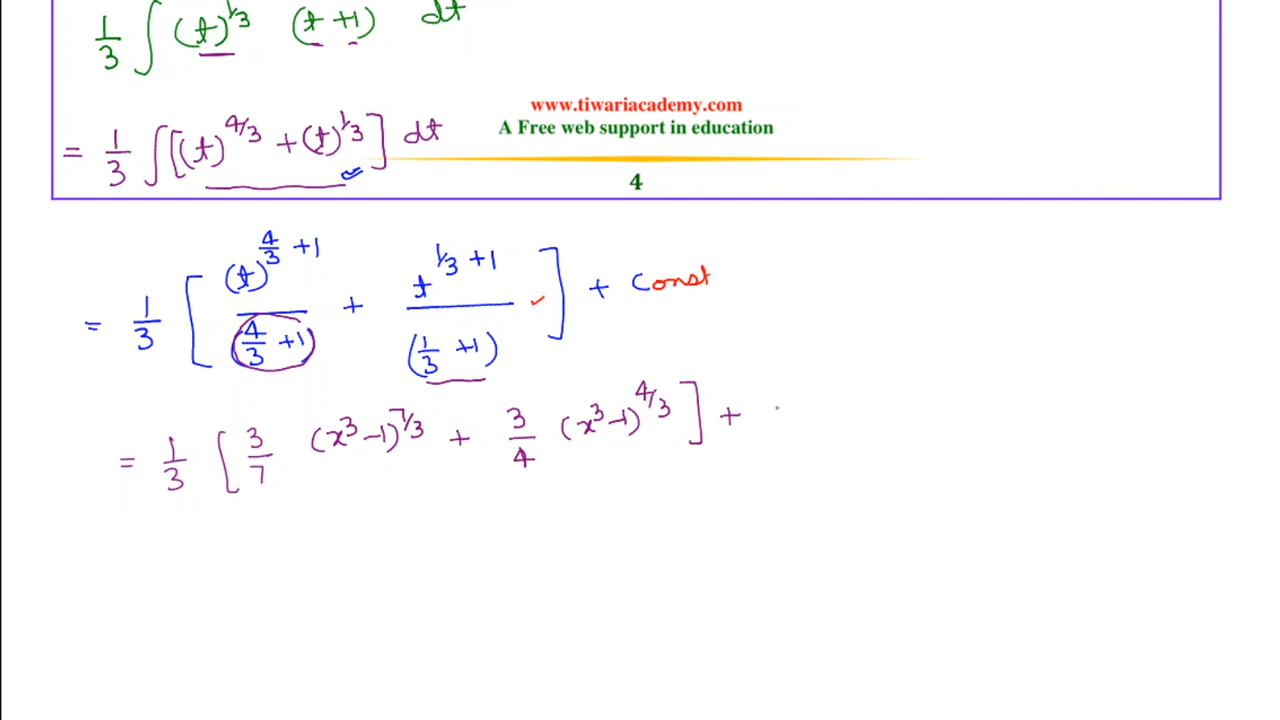 1/3 ∫ (t)^1/3 (t+1) dt
www.tiwariacademy.com
A Free web support in education
= 1/3 ∫ [(t)^4/3 + (t)^1/3] dt
4
= 1/3 [ (t)^(4/3 +1) / (4/3 +1) + t^(1/3 +1) / (1/3 +1) ] + Const
= 1/3 [ 3/7 (x^3-1)^7/3 + 3/4 (x^3-1)^4/3 ] +